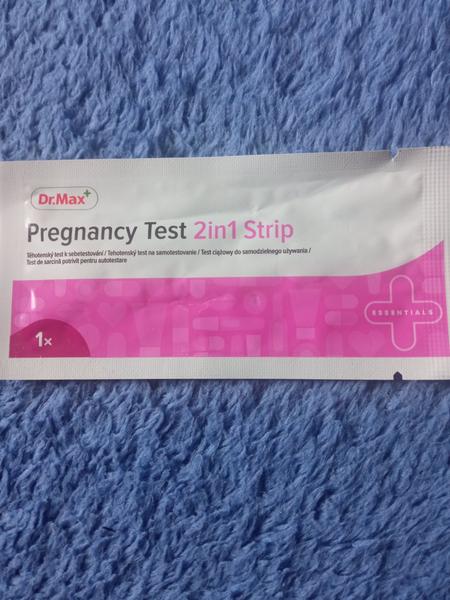 Dr.Max+
Pregnancy Test 2in1 Strip
Těhotenský test k sebetestování / Tehotenský test na samotestovanie / Test ciążowy do samodzielnego używania /
Test de sarcină potrivit pentru autotestare
ESSENTIALS
1x